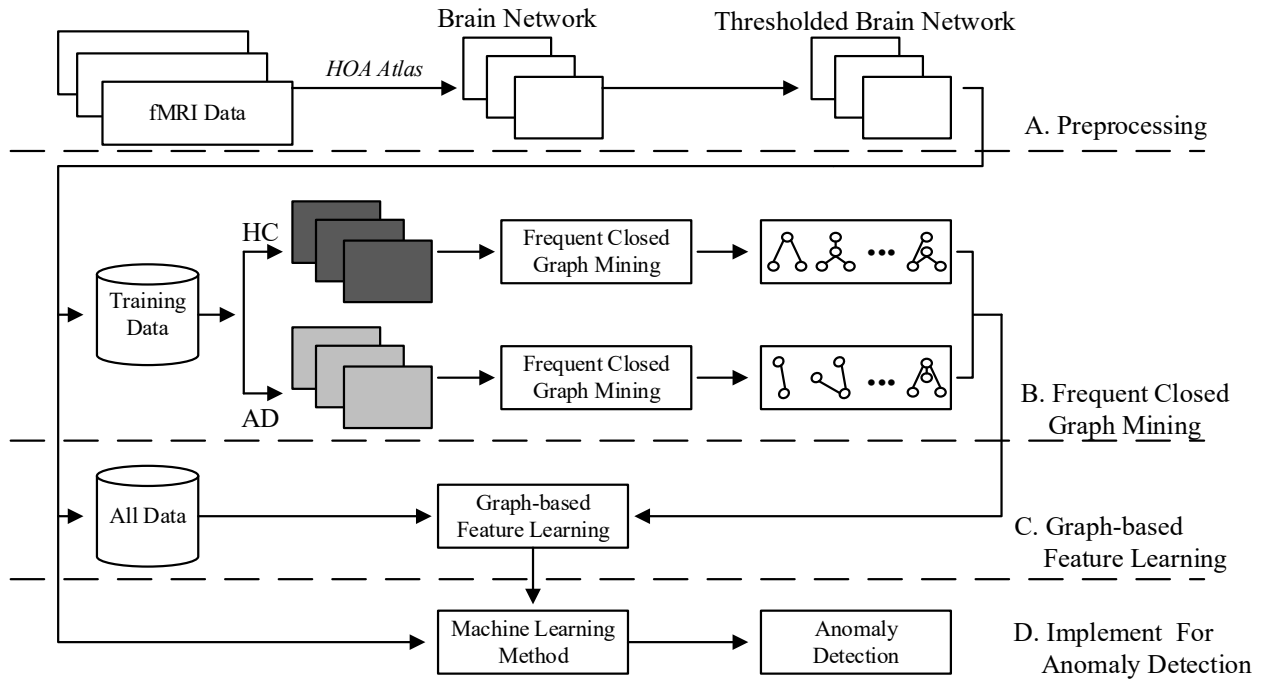 Brain Network
Thresholded Brain Network
HOA Atlas
fMRI Data
A. Preprocessing
HC
Frequent Closed
Graph Mining
Training
Data
AD
Frequent Closed
Graph Mining
B. Frequent Closed
Graph Mining
All Data
Graph-based
Feature Learning
C. Graph-based
Feature Learning
Machine Learning
Method
Anomaly
Detection
D. Implement For
Anomaly Detection